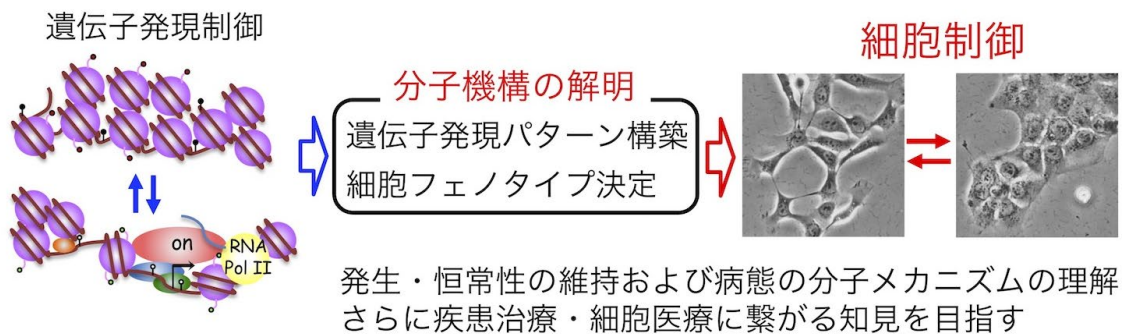 遺伝子発現制御
on
RNA
Pol II
分子機構の解明
遺伝子発現パターン構築
細胞フェノタイプ決定
細胞制御
発生・恒常性の維持および病態の分子メカニズムの理解
さらに疾患治療・細胞医療に繋がる知見を目指す